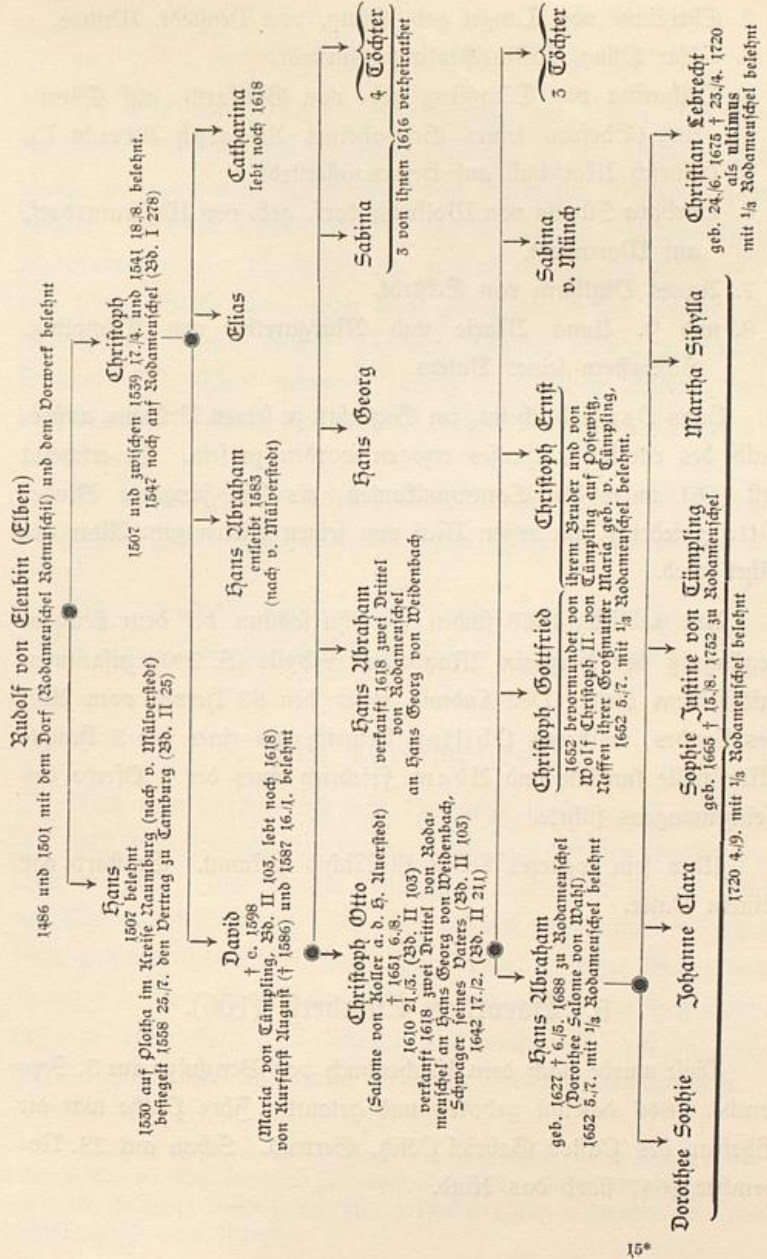 Rudolf von Eleubin (Elben)
1486 und 1501 mit dem Dorf (Rodameuschel Rotmuschil) und dem Vorwerk belehnt
Hans
1507 belehnt
1530 auf Plotha im Kreise Naumburg (nach v. Mülverstedt)
besiegelt 1558 25./7. den Vertrag zu Camburg (Bd. II 25)
Christoph
1507 und zwischen 1539 17./4. und 1541 18./8. belehnt.
1547 noch auf Rodameuschel (Bd. I 278)
David
† c. 1598
(Maria von Tümpling, Bd. II 103, lebt noch 1618)
von Kurfürst August († 1586) und 1587 16./1. belehnt
Hans Abraham
entleibt 1583
(nach v. Mülverstedt)
Elias
Catharina
lebt noch 1618
Christoph Otto
(Salome von Koller a. d. H. Auerstedt)
† 1651 6./8.
1610 21./3. (Bd. II 103)
verkauft 1618 zwei Drittel von Roda-
meuschel an Hans Georg von Weidenbach,
Schwager seines Vaters (Bd. II 103)
1642 17./2. (Bd. II 211)
Hans Abraham
verkauft 1618 zwei Drittel
von Rodameuschel
an Hans Georg von Weidenbach
Hans Georg
Sabina
4 Töchter
3 von ihnen 1616 verheirathet
Hans Abraham
geb. 1627 † 6./5. 1688 zu Rodameuschel
(Dorothee Salome von Wahl)
1652 5./7. mit 1/3 Rodameuschel belehnt
Christoph Gottfried
Christoph Ernst
1652 bevormundet von ihrem Bruder und von
Wolf Christoph II. von Tümpling auf Posewitz,
Neffen ihrer Großmutter Maria geb. v. Tümpling,
1652 5./7. mit 1/3 Rodameuschel belehnt.
Sabina
v. Münch
3 Töchter
Dorothee Sophie
Johanne Clara
Sophie Justine von Tümpling
geb. 1665 † 15./8. 1752 zu Rodameuschel
Martha Sibylla
1720 4./9. mit 1/3 Rodameuschel belehnt
Christian Lebrecht
geb. 24./6. 1675 † 23./4. 1720
als ultimus
mit 1/3 Rodameuschel belehnt
15*